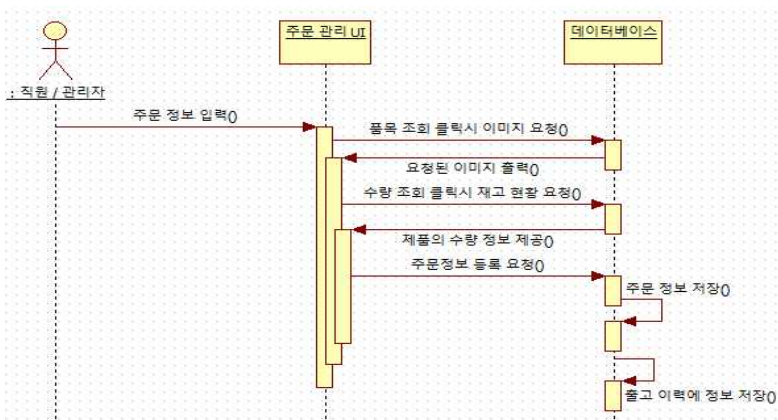 주문 관리 UI
데이터베이스
: 직원 / 관리자
주문 정보 입력()
품목 조회 클릭시 이미지 요청()
요청된 이미지 출력()
수량 조회 클릭시 재고 현황 요청()
제품의 수량 정보 제공()
주문정보 등록 요청()
주문 정보 저장()
출고 이력에 정보 저장()